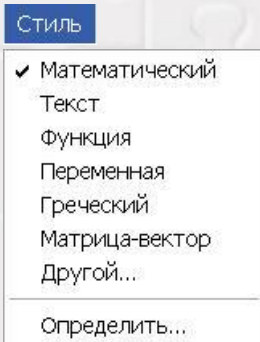 Стиль
Математический
Текст
Функция
Переменная
Греческий
Матрица-вектор
Другой...
Определить...